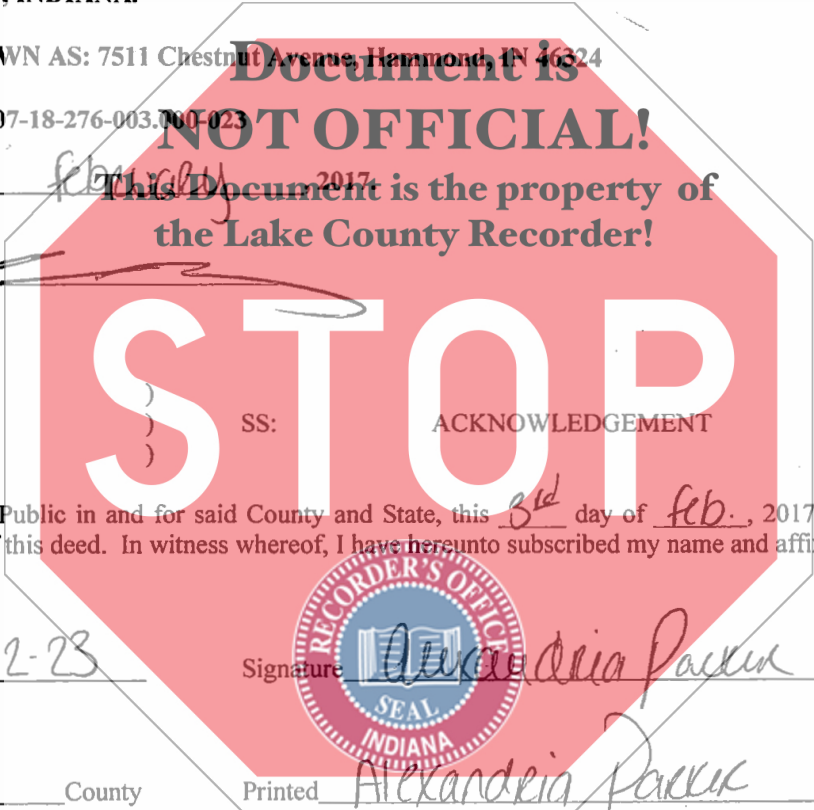 , INDIANA.
WN AS: 7511 Chestnut Avenue, Hammond, IN 46324
Document is
07-18-276-003.000-023
NOT OFFICIAL!
february, 2017.
This Document is the property of
the Lake County Recorder!
STOP
)
) SS: ACKNOWLEDGEMENT
)
Public in and for said County and State, this 3rd day of feb., 2017
this deed. In witness whereof, I have hereunto subscribed my name and affi
RECORDER'S OFFICE
SEAL
INDIANA
2-23
Signature Alexandria Parker
County Printed Alexandria Parker